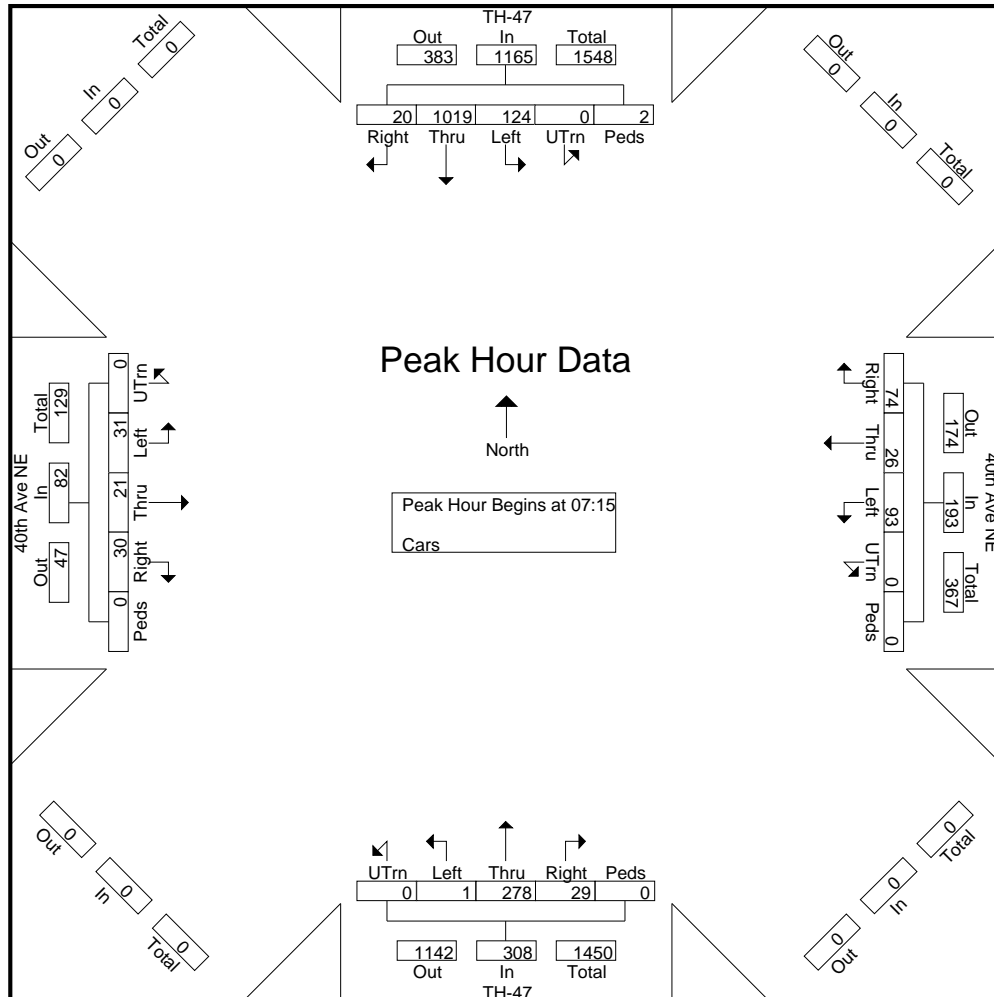 TH-47
Out In Total
383 1165 1548
20 1019 124 0 2
Right Thru Left UTrn Peds
Total 0
In 0
Out 0
Out 0
In 0
Total 0
Peak Hour Data
North
Peak Hour Begins at 07:15
Cars
40th Ave NE
Total 129
In 82
Out 47
0 UTrn
31 Left
21 Thru
30 Right
0 Peds
Right 74
Thru 26
Left 93
UTrn 0
Peds 0
Out 174
In 193
Total 367
40th Ave NE
0 Out
0 In
0 Total
0 Total
0 In
0 Out
UTrn Left Thru Right Peds
0 1 278 29 0
1142 308 1450
Out In Total
TH-47